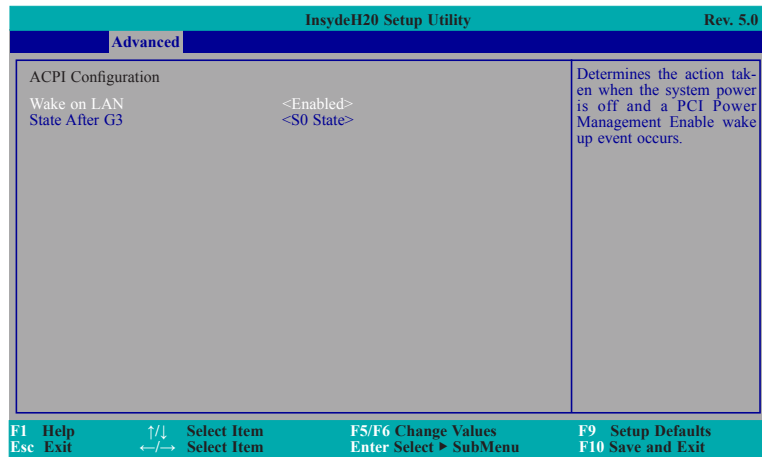 InsydeH20 Setup Utility Rev. 5.0
Advanced
ACPI Configuration
Wake on LAN <Enabled>
State After G3 <S0 State>
Determines the action tak-
en when the system power
is off and a PCI Power
Management Enable wake
up event occurs.
F1 Help ↑/↓ Select Item F5/F6 Change Values F9 Setup Defaults
Esc Exit ←/→ Select Item Enter Select ▶ SubMenu F10 Save and Exit